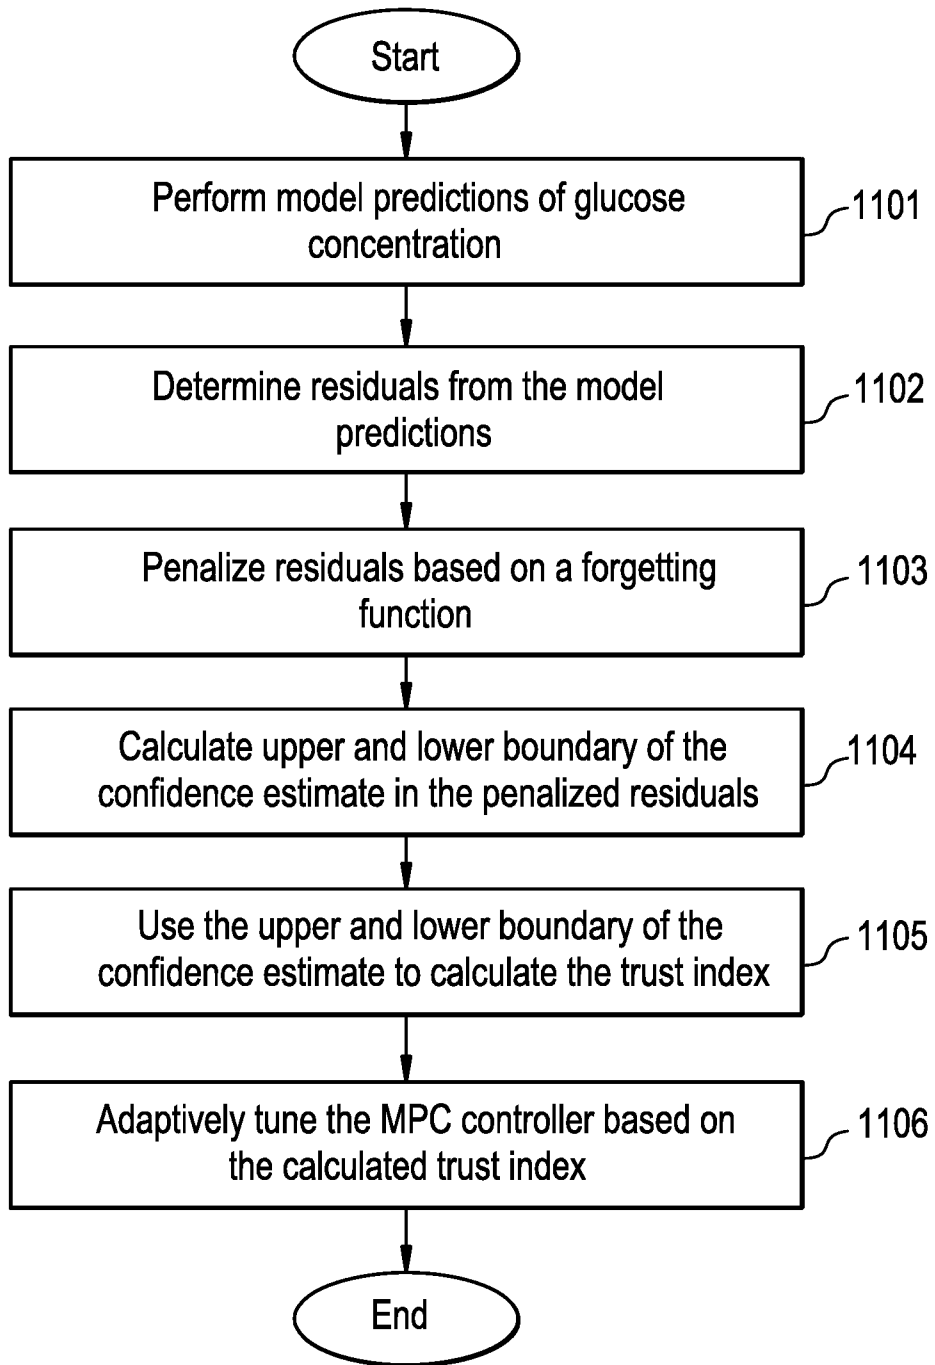 Start
Perform model predictions of glucose
concentration
1101
Determine residuals from the model
predictions
1102
Penalize residuals based on a forgetting
function
1103
Calculate upper and lower boundary of the
confidence estimate in the penalized residuals
1104
Use the upper and lower boundary of the
confidence estimate to calculate the trust index
1105
Adaptively tune the MPC controller based on
the calculated trust index
1106
End